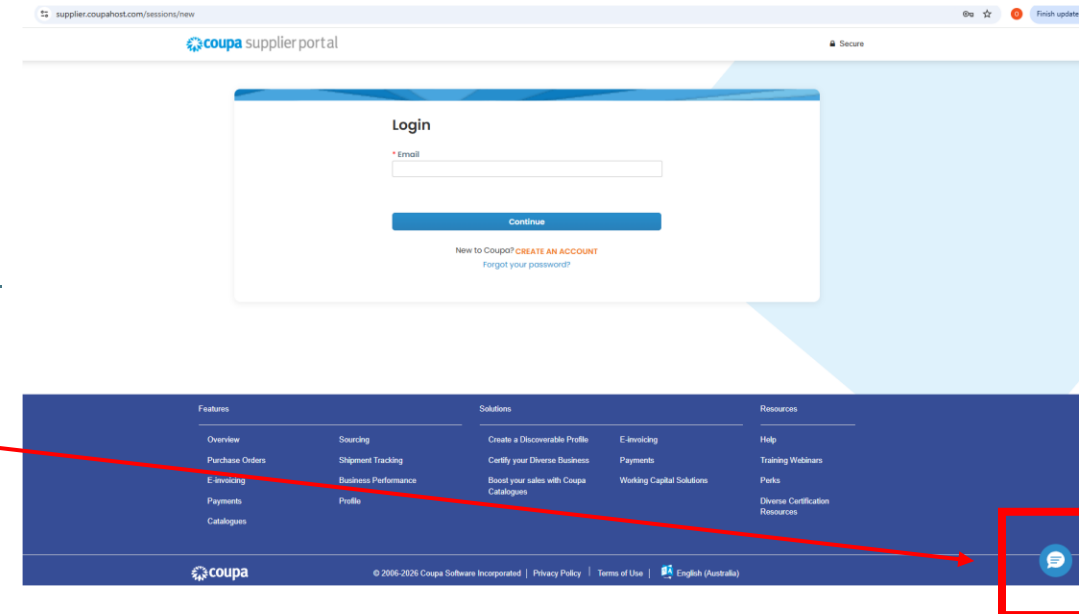 supplier.coupahost.com/sessions/new
Finish update
coupa supplier portal
Secure
Login
* Email
Continue
New to Coupa? CREATE AN ACCOUNT
Forgot your password?
Features
Overview
Purchase Orders
E-invoicing
Payments
Catalogues
Sourcing
Shipment Tracking
Business Performance
Profile
Solutions
Create a Discoverable Profile
Certify your Diverse Business
Boost your sales with Coupa
Catalogues
E-invoicing
Payments
Working Capital Solutions
Resources
Help
Training Webinars
Perks
Diverse Certification
Resources
coupa
© 2006-2026 Coupa Software Incorporated | Privacy Policy | Terms of Use | English (Australia)